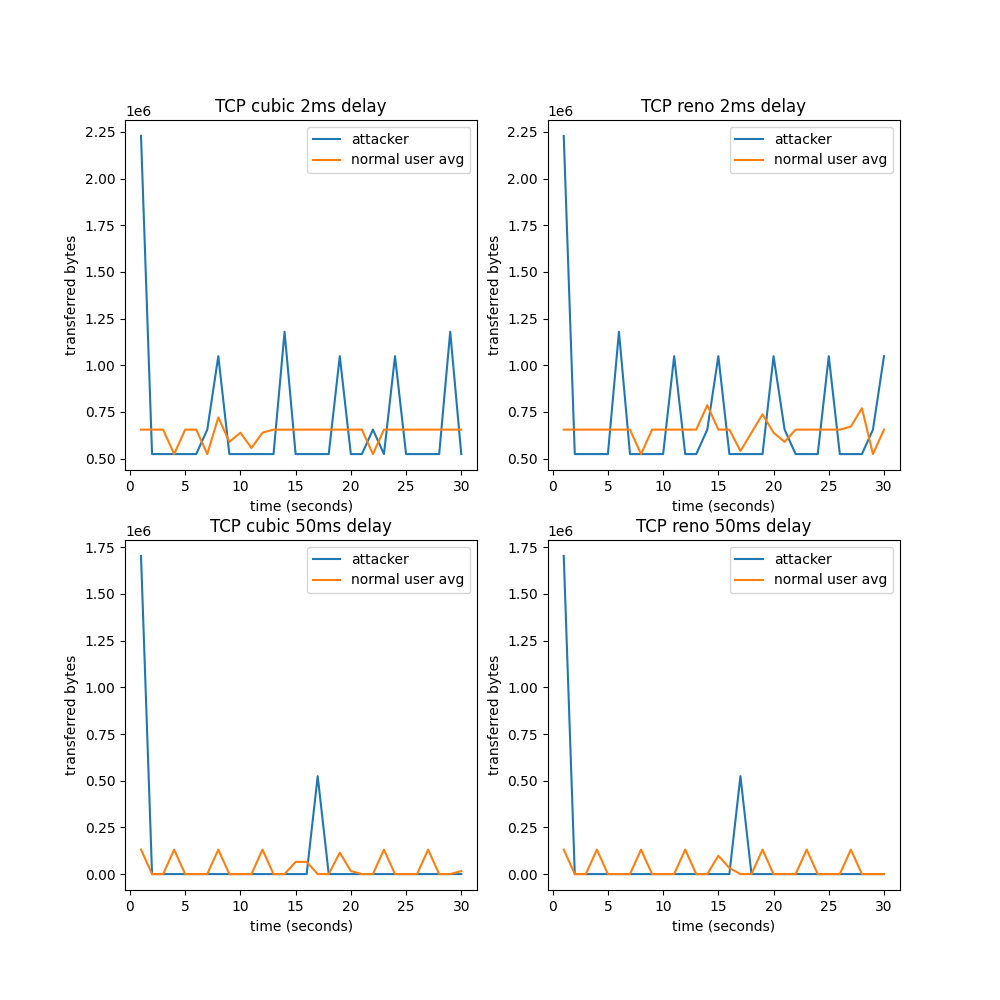 TCP cubic 2ms delay
1e6
attacker
normal user avg
2.25
2.00
1.75
1.50
1.25
1.00
0.75
0.50
transferred bytes
0 5 10 15 20 25 30
time (seconds)
TCP reno 2ms delay
1e6
attacker
normal user avg
2.25
2.00
1.75
1.50
1.25
1.00
0.75
0.50
transferred bytes
0 5 10 15 20 25 30
time (seconds)
TCP cubic 50ms delay
1e6
attacker
normal user avg
1.75
1.50
1.25
1.00
0.75
0.50
0.25
0.00
transferred bytes
0 5 10 15 20 25 30
time (seconds)
TCP reno 50ms delay
1e6
attacker
normal user avg
1.75
1.50
1.25
1.00
0.75
0.50
0.25
0.00
transferred bytes
0 5 10 15 20 25 30
time (seconds)